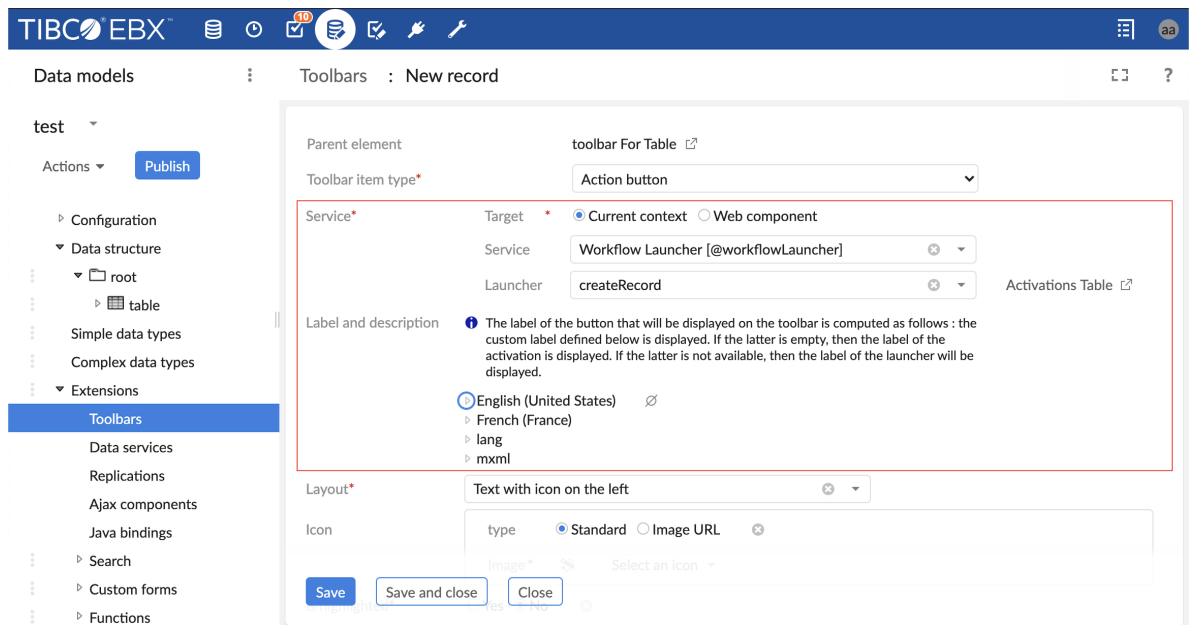 TIBCO® EBX™
10
aa
Data models
Toolbars : New record
?
test
Actions
Publish
Configuration
Data structure
root
table
Simple data types
Complex data types
Extensions
Toolbars
Data services
Replications
Ajax components
Java bindings
Search
Custom forms
Functions
Parent element toolbar For Table
Toolbar item type* Action button
Service* Target * Current context Web component
Service Workflow Launcher [@workflowLauncher]
Launcher createRecord Activations Table
Label and description
The label of the button that will be displayed on the toolbar is computed as follows : the
custom label defined below is displayed. If the latter is empty, then the label of the
activation is displayed. If the latter is not available, then the label of the launcher will be
displayed.
English (United States)
French (France)
lang
mxml
Layout* Text with icon on the left
Icon type Standard Image URL
Image* Select an icon
Save Save and close Close
Yes No